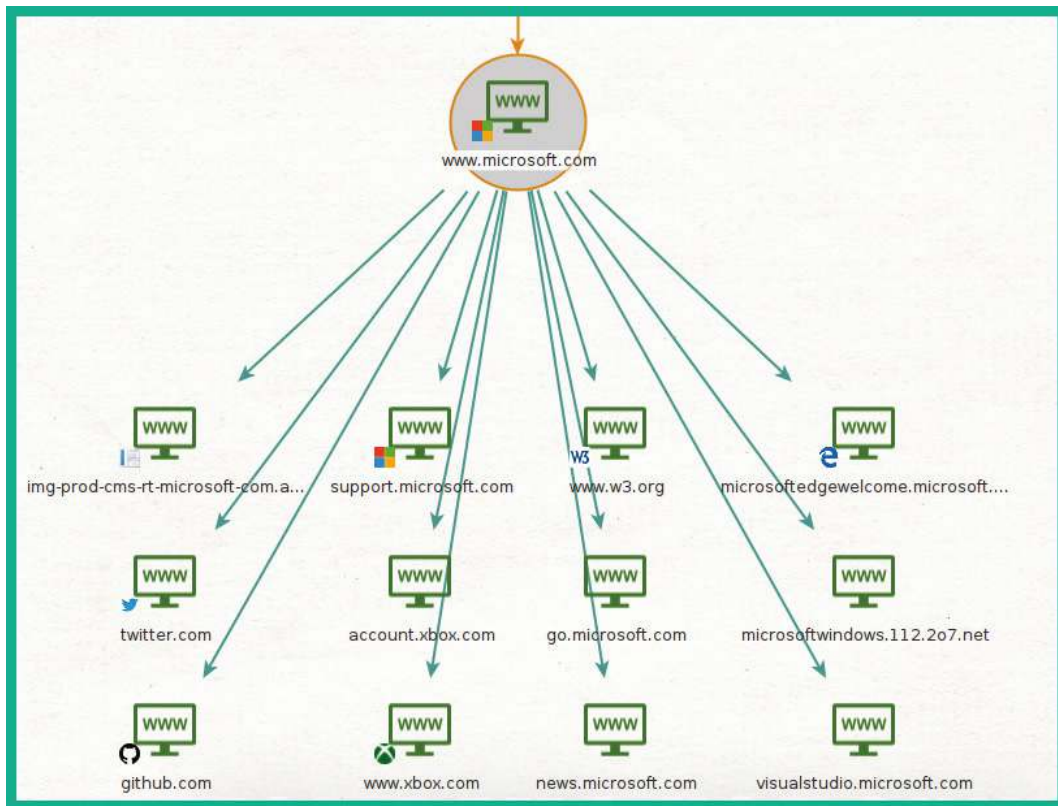 WWW
www.microsoft.com
WWW WWW WWW WWW
W3
img-prod-cms-rt-microsoft-com.a... support.microsoft.com www.w3.org microsoftedgewelcome.microsoft....
WWW WWW WWW WWW
twitter.com account.xbox.com go.microsoft.com microsoftwindows.112.2o7.net
WWW WWW WWW WWW
github.com www.xbox.com news.microsoft.com visualstudio.microsoft.com